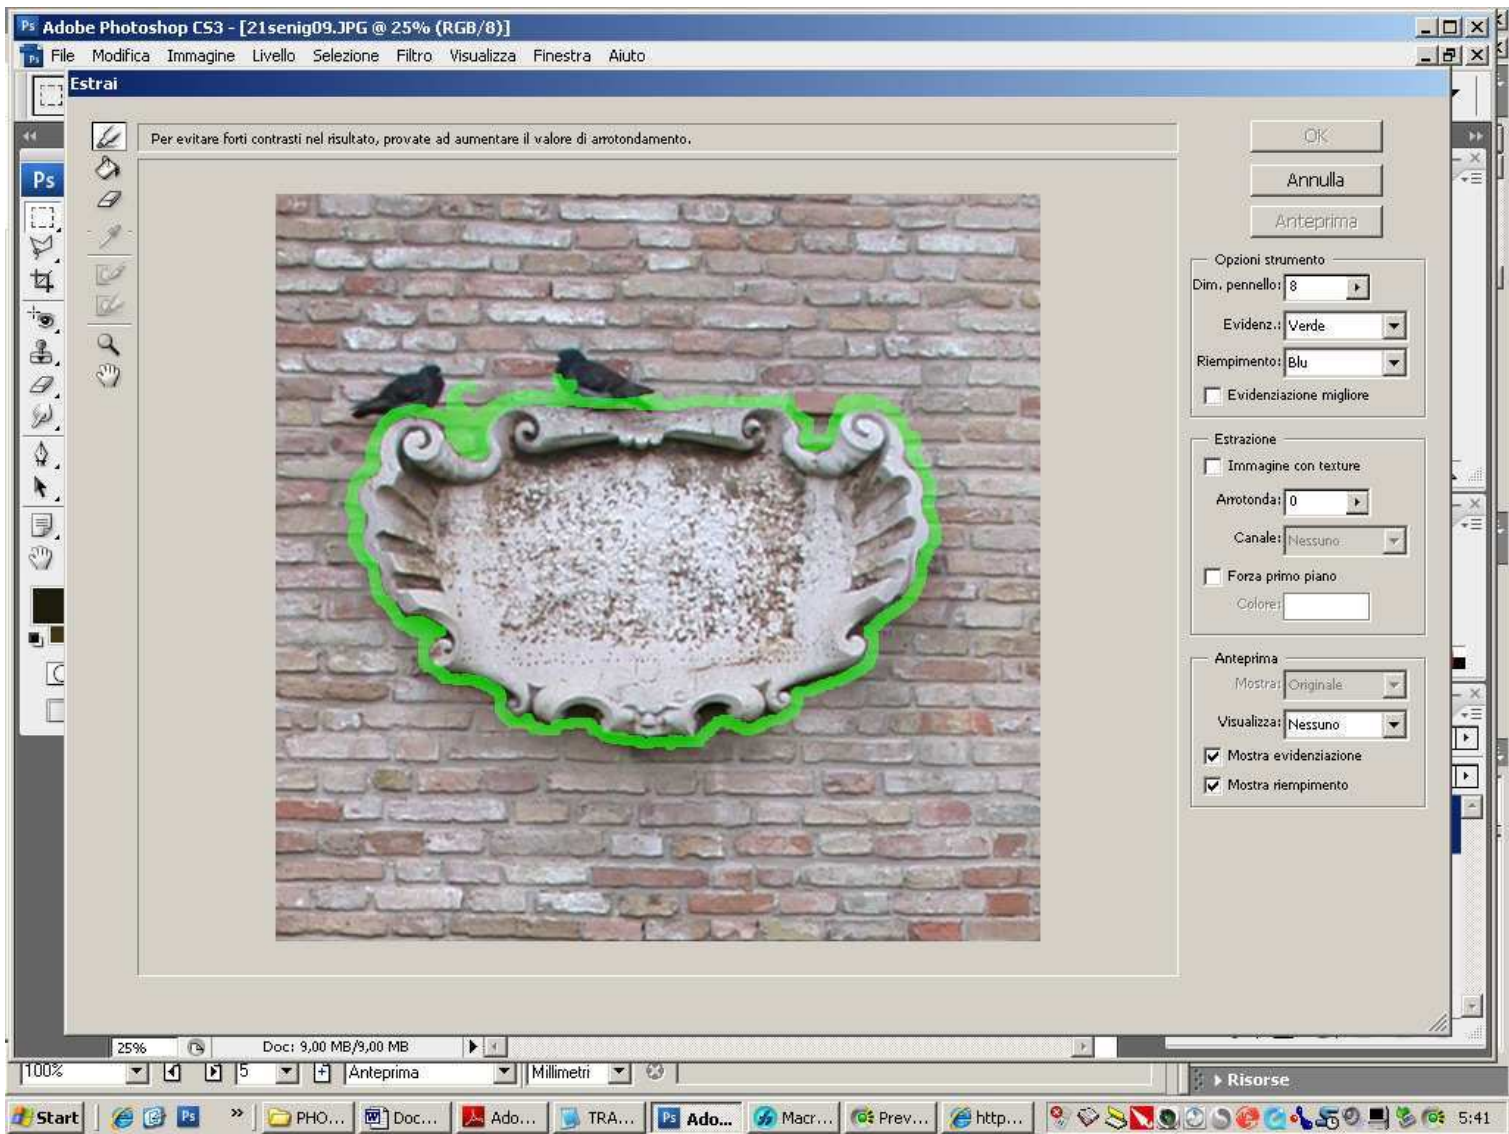 Ps Adobe Photoshop CS3 - [21senig09.JPG @ 25% (RGB/8)]
File Modifica Immagine Livello Selezione Filtro Visualizza Finestra Aiuto
Estrai
Per evitare forti contrasti nel risultato, provate ad aumentare il valore di arrotondamento.
OK
Annulla
Anteprima
Ps
Opzioni strumento
Dim. pennello: 8
Evidenz.: Verde
Riempimento: Blu
Evidenziazione migliore
Estrazione
Immagine con texture
Arrotonda: 0
Canale: Nessuno
Forza primo piano
Colore:
Anteprima
Mostra: Originale
Visualizza: Nessuno
Mostra evidenziazione
Mostra riempimento
25% Doc: 9,00 MB/9,00 MB
100% 5 Anteprima Millimetri
Risorse
Start Ps » PHO... Doc... Ado... TRA... Ps Ado... Macr... Prev... http... 5:41